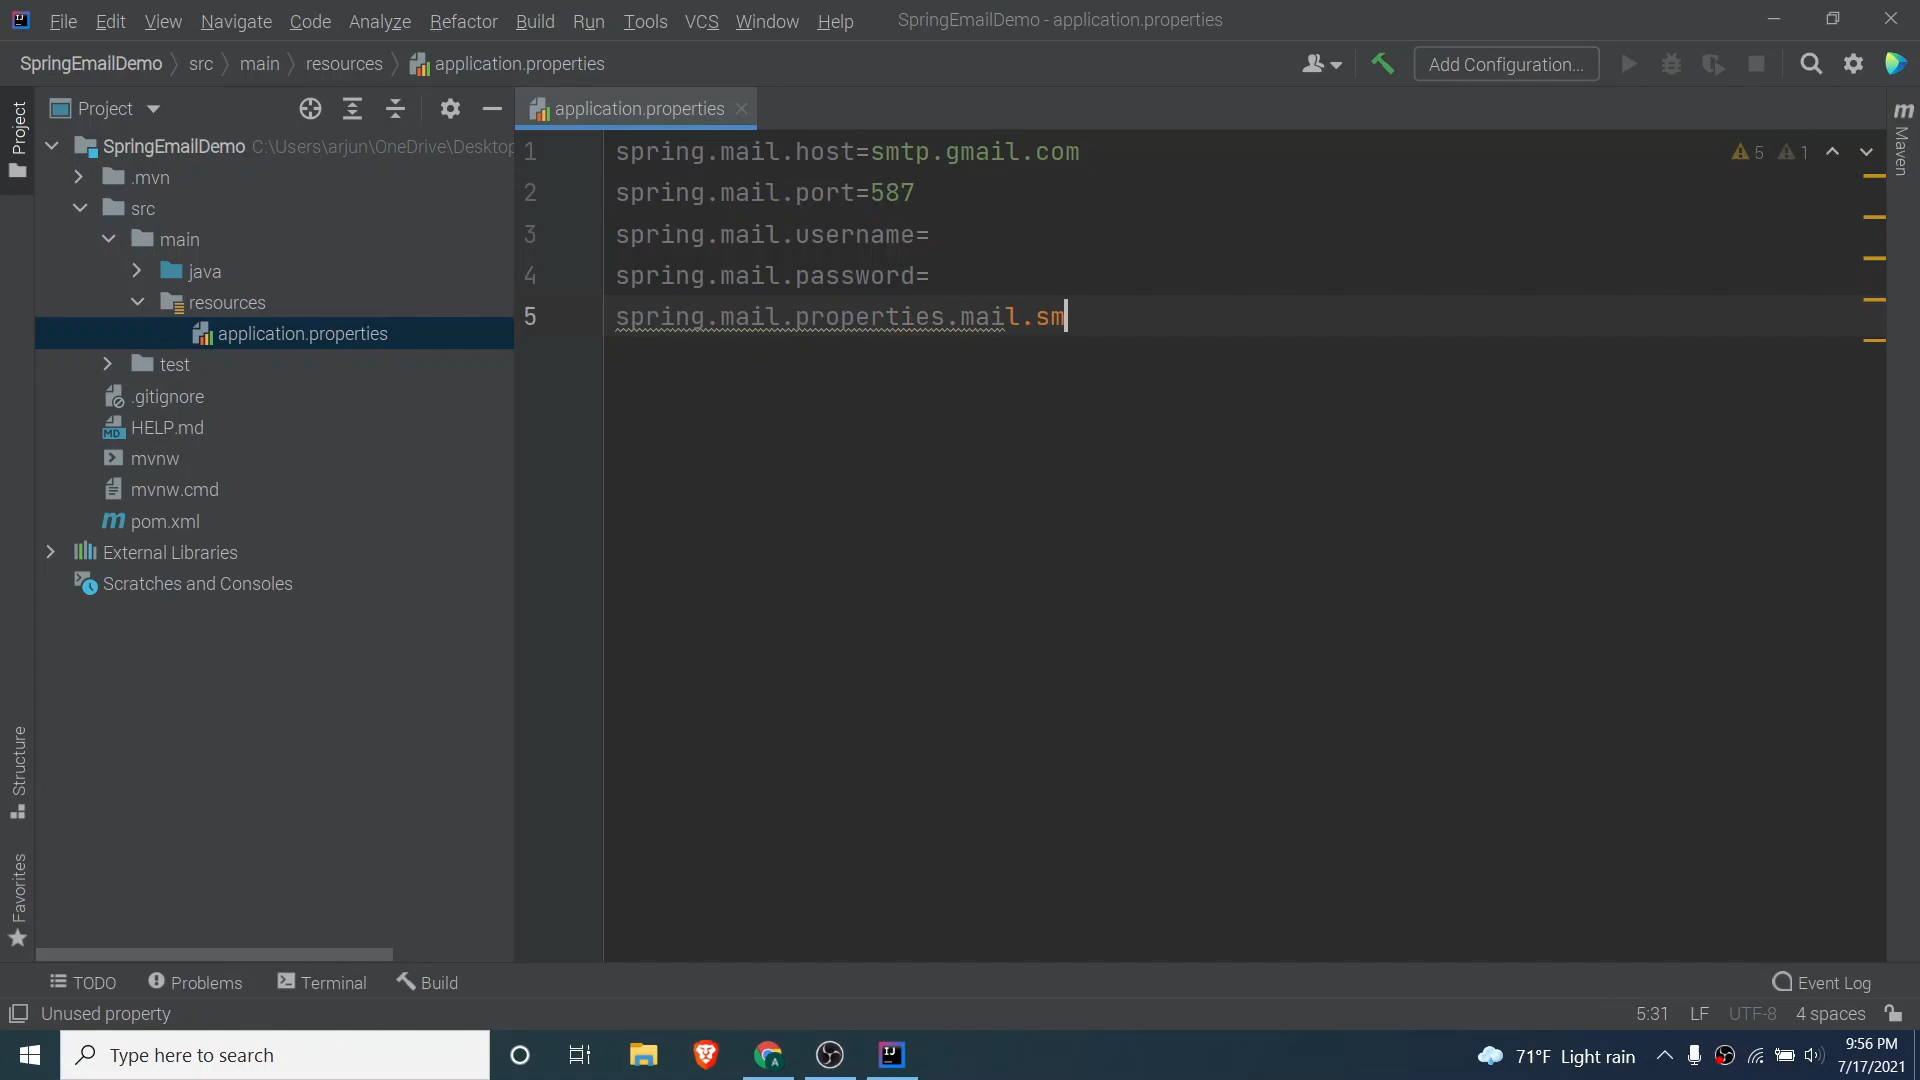 File Edit View Navigate Code Analyze Refactor Build Run Tools VCS Window Help SpringEmailDemo - application.properties
SpringEmailDemo src main resources application.properties Add Configuration...
Project
application.properties
SpringEmailDemo C:\Users\arjun\OneDrive\Desktop
.mvn
src
main
java
resources
application.properties
test
.gitignore
HELP.md
mvnw
mvnw.cmd
pom.xml
External Libraries
Scratches and Consoles
1 spring.mail.host=smtp.gmail.com
2 spring.mail.port=587
3 spring.mail.username=
4 spring.mail.password=
5 spring.mail.properties.mail.sm
5 1
Project
Structure
Favorites
m Maven
TODO Problems Terminal Build Event Log
Unused property 5:31 LF UTF-8 4 spaces
Type here to search
71°F Light rain
9:56 PM
7/17/2021